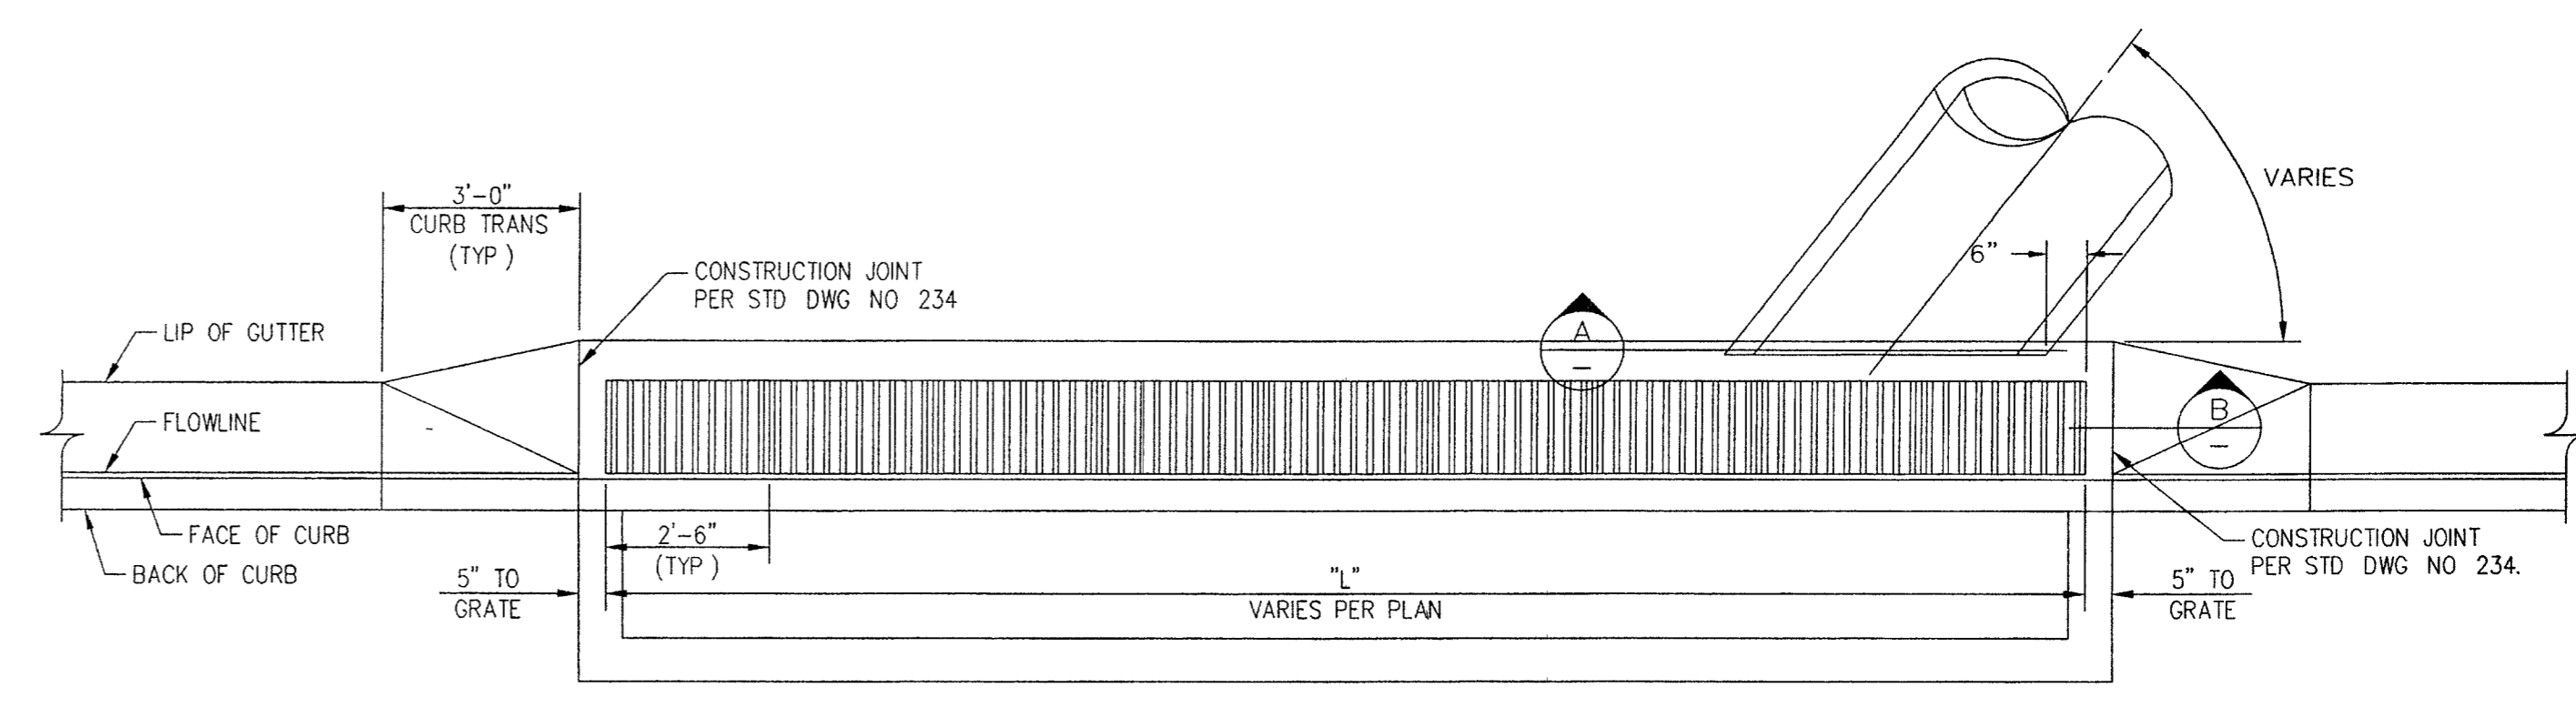 3'-0"
CURB TRANS
(TYP )
CONSTRUCTION JOINT
PER STD DWG NO 234
LIP OF GUTTER
FLOWLINE
FACE OF CURB
BACK OF CURB
5" TO
GRATE
2'-6"
(TYP )
"L"
VARIES PER PLAN
A
–
6"
VARIES
B
–
CONSTRUCTION JOINT
PER STD DWG NO 234.
5" TO
GRATE